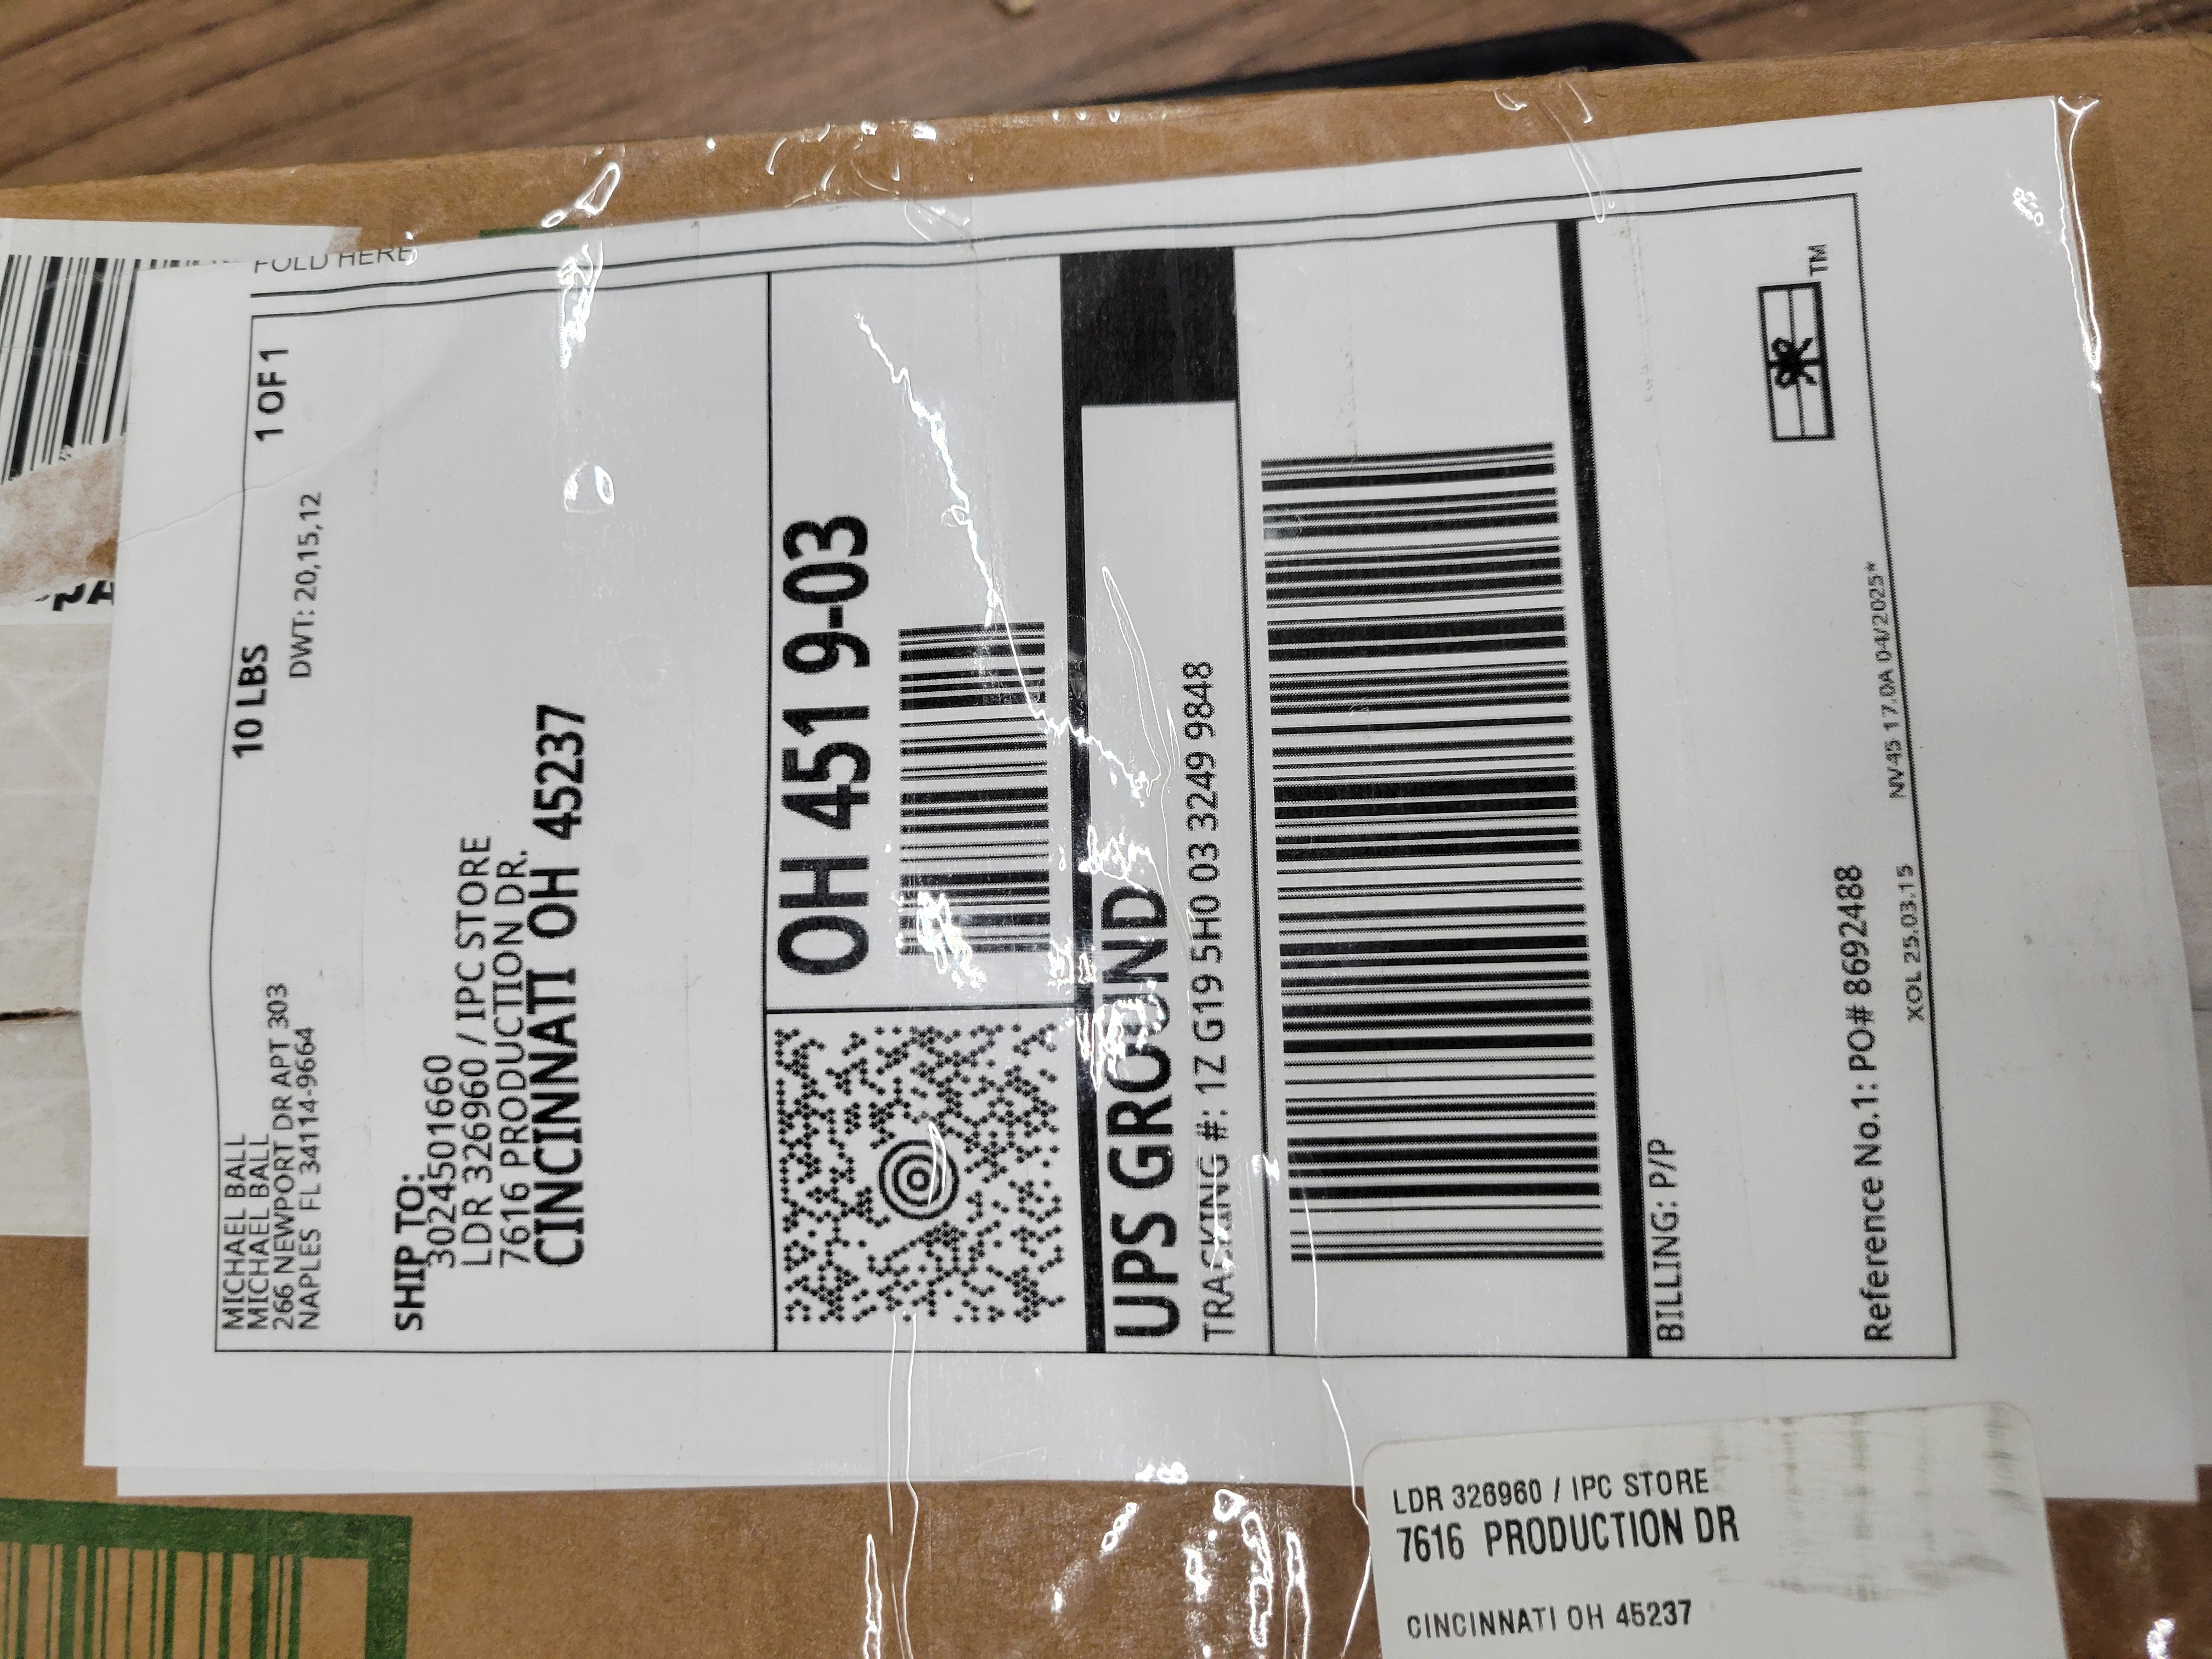 FOLD HERE
MICHAEL BALL
MICHAEL BALL
266 NEWPORT DR APT 303
NAPLES FL 34114-9664
10 LBS
1 OF 1
DWT: 20,15,12
SHIP TO:
3024501660
LDR 326960 / IPC STORE
7616 PRODUCTION DR.
CINCINNATI OH 45237
OH 451 9-03
UPS GROUND
TRACKING #: 1Z G19 5H0 03 3249 9848
BILLING: P/P
Reference No.1: PO# 8692488
XOL 25.03.15
NV45 17.0A 04/2025*
TM
LDR 326960 / IPC STORE
7616 PRODUCTION DR
CINCINNATI OH 45237